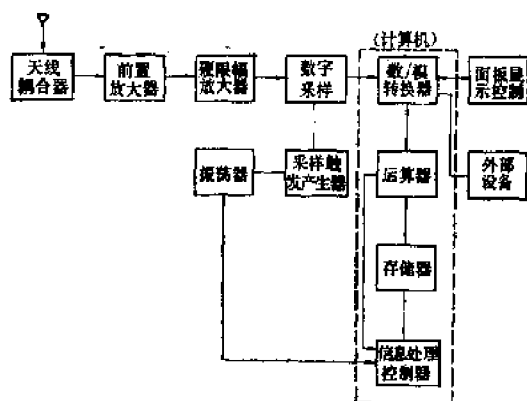 (计算机)
天线
耦合器
前置
放大器
硬限幅
放大器
数字
采样
数/模
转换器
面板显
示控制
振荡器
采样触
发产生器
运算器
外部
设备
存储器
信息处理
控制器